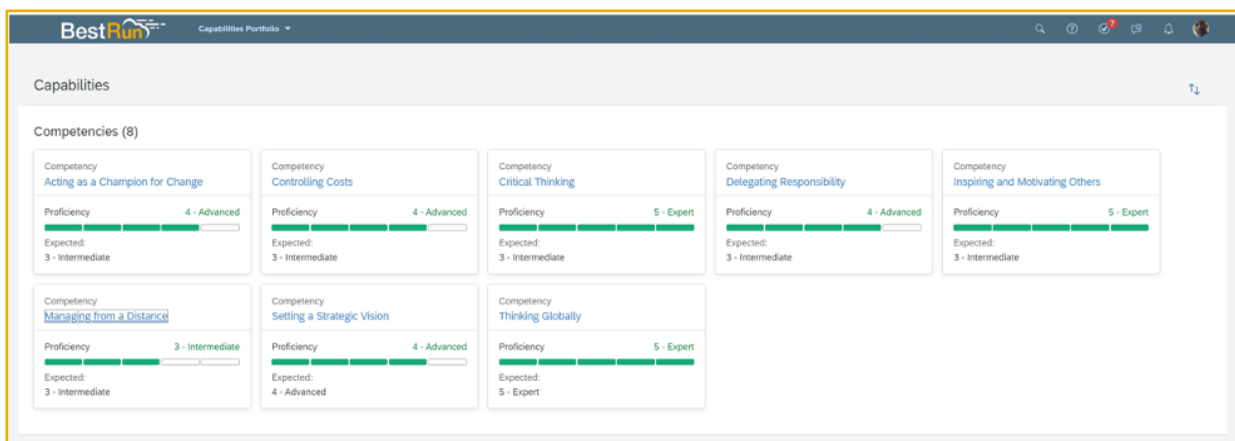 BestRun
Capabilities Portfolio
7
Capabilities
Competencies (8)
Competency
Acting as a Champion for Change
Proficiency 4 - Advanced
Expected:
3 - Intermediate
Competency
Controlling Costs
Proficiency 4 - Advanced
Expected:
3 - Intermediate
Competency
Critical Thinking
Proficiency 5 - Expert
Expected:
3 - Intermediate
Competency
Delegating Responsibility
Proficiency 4 - Advanced
Expected:
3 - Intermediate
Competency
Inspiring and Motivating Others
Proficiency 5 - Expert
Expected:
3 - Intermediate
Competency
Managing from a Distance
Proficiency 3 - Intermediate
Expected:
3 - Intermediate
Competency
Setting a Strategic Vision
Proficiency 4 - Advanced
Expected:
4 - Advanced
Competency
Thinking Globally
Proficiency 5 - Expert
Expected:
5 - Expert